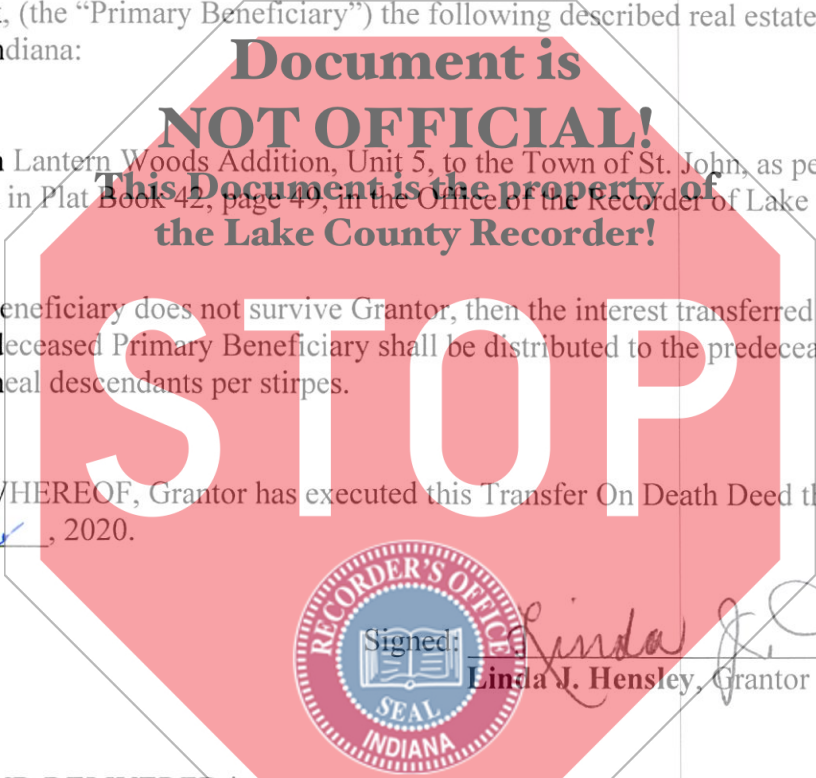 , (the “Primary Beneficiary”) the following described real estate
ndiana:
Document is
NOT OFFICIAL!
Lantern Woods Addition, Unit 5, to the Town of St. John, as pe
This Document is the property of
in Plat Book 42, page 49, in the Office of the Recorder of Lake
the Lake County Recorder!
eneficiary does not survive Grantor, then the interest transferred
deceased Primary Beneficiary shall be distributed to the predecea
neal descendants per stirpes.
STOP
WHEREOF, Grantor has executed this Transfer On Death Deed th
, 2020.
RECORDER'S OFFICE
Signed: Linda J.
Linda J. Hensley, Grantor
SEAL
INDIANA